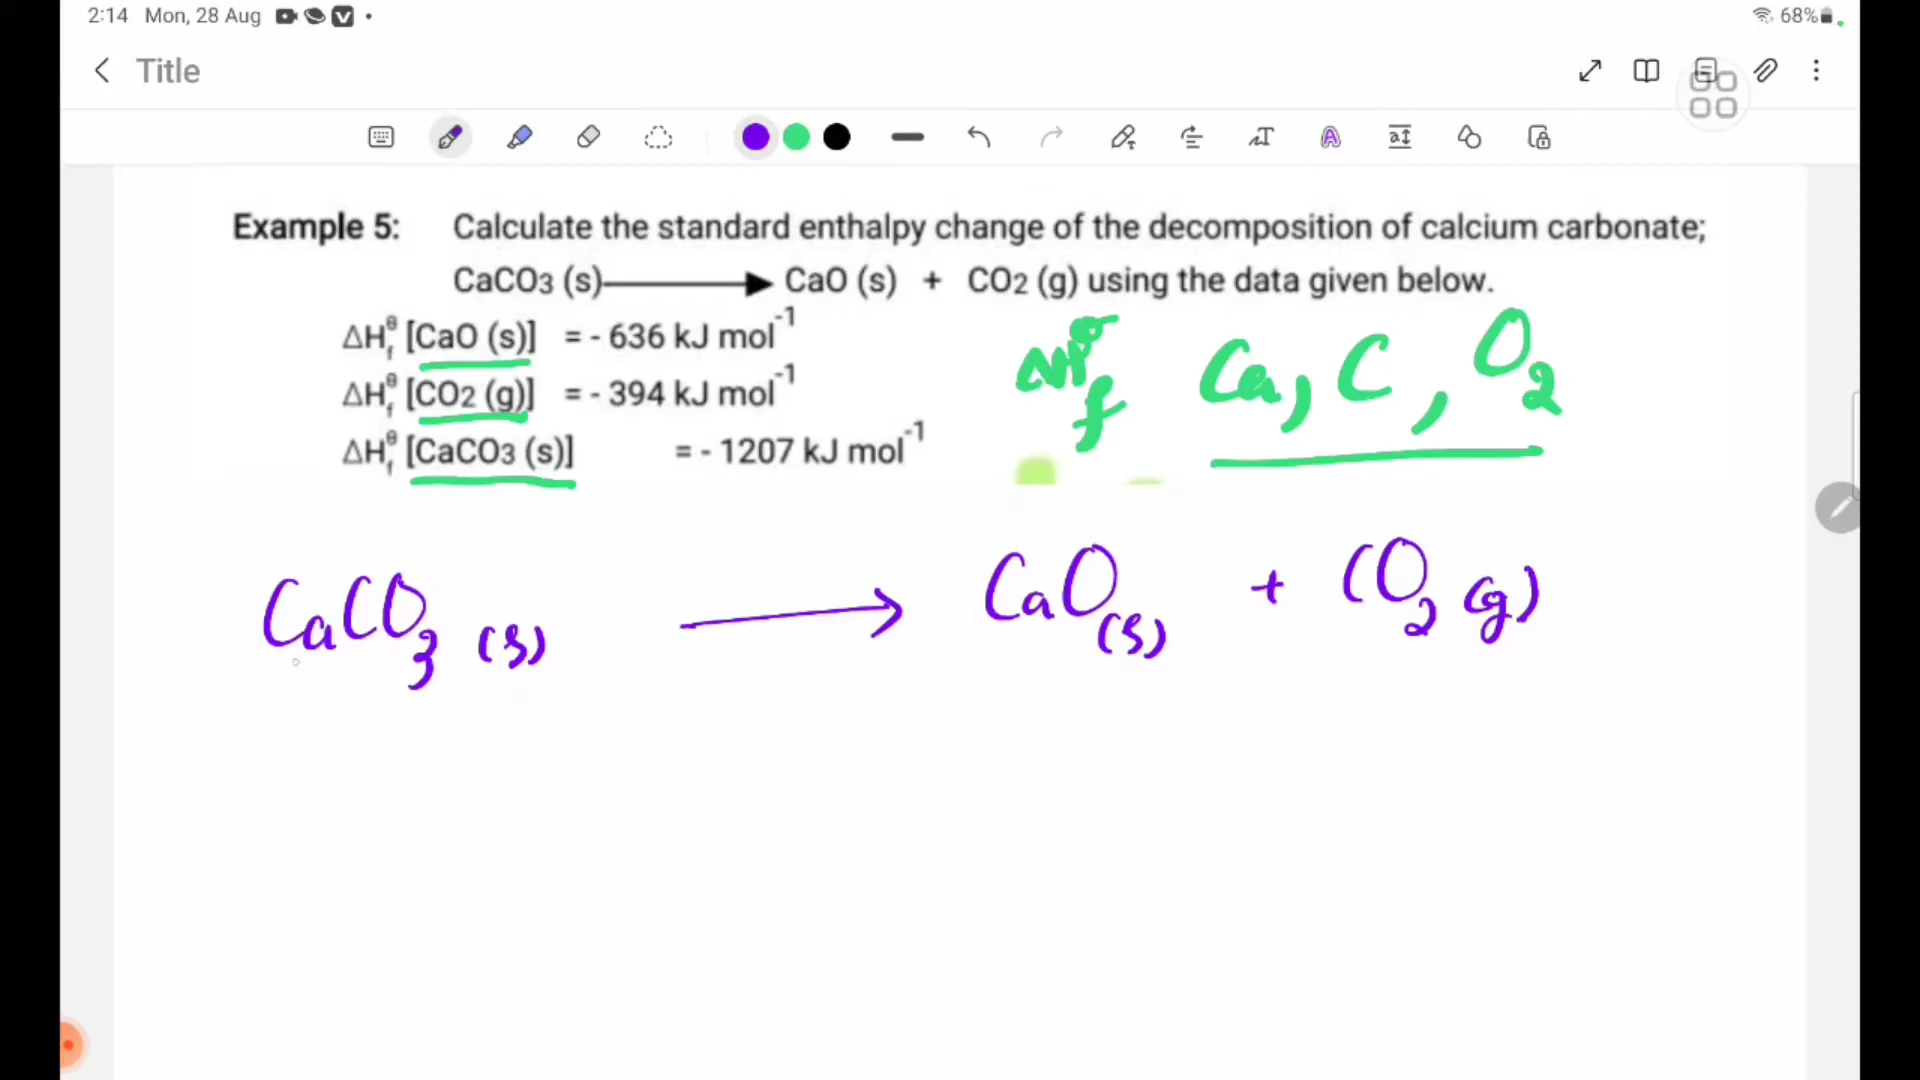 2:14 Mon, 28 Aug
68%
Title
Example 5: Calculate the standard enthalpy change of the decomposition of calcium carbonate;
CaCO3 (s) → CaO (s) + CO2 (g) using the data given below.
ΔHf^θ [CaO (s)] = - 636 kJ mol^-1
ΔHf^θ [CO2 (g)] = - 394 kJ mol^-1
ΔHf^θ [CaCO3 (s)] = - 1207 kJ mol^-1
ΔHf^θ Ca, C, O2
CaCO3 (s) → CaO (s) + CO2 (g)